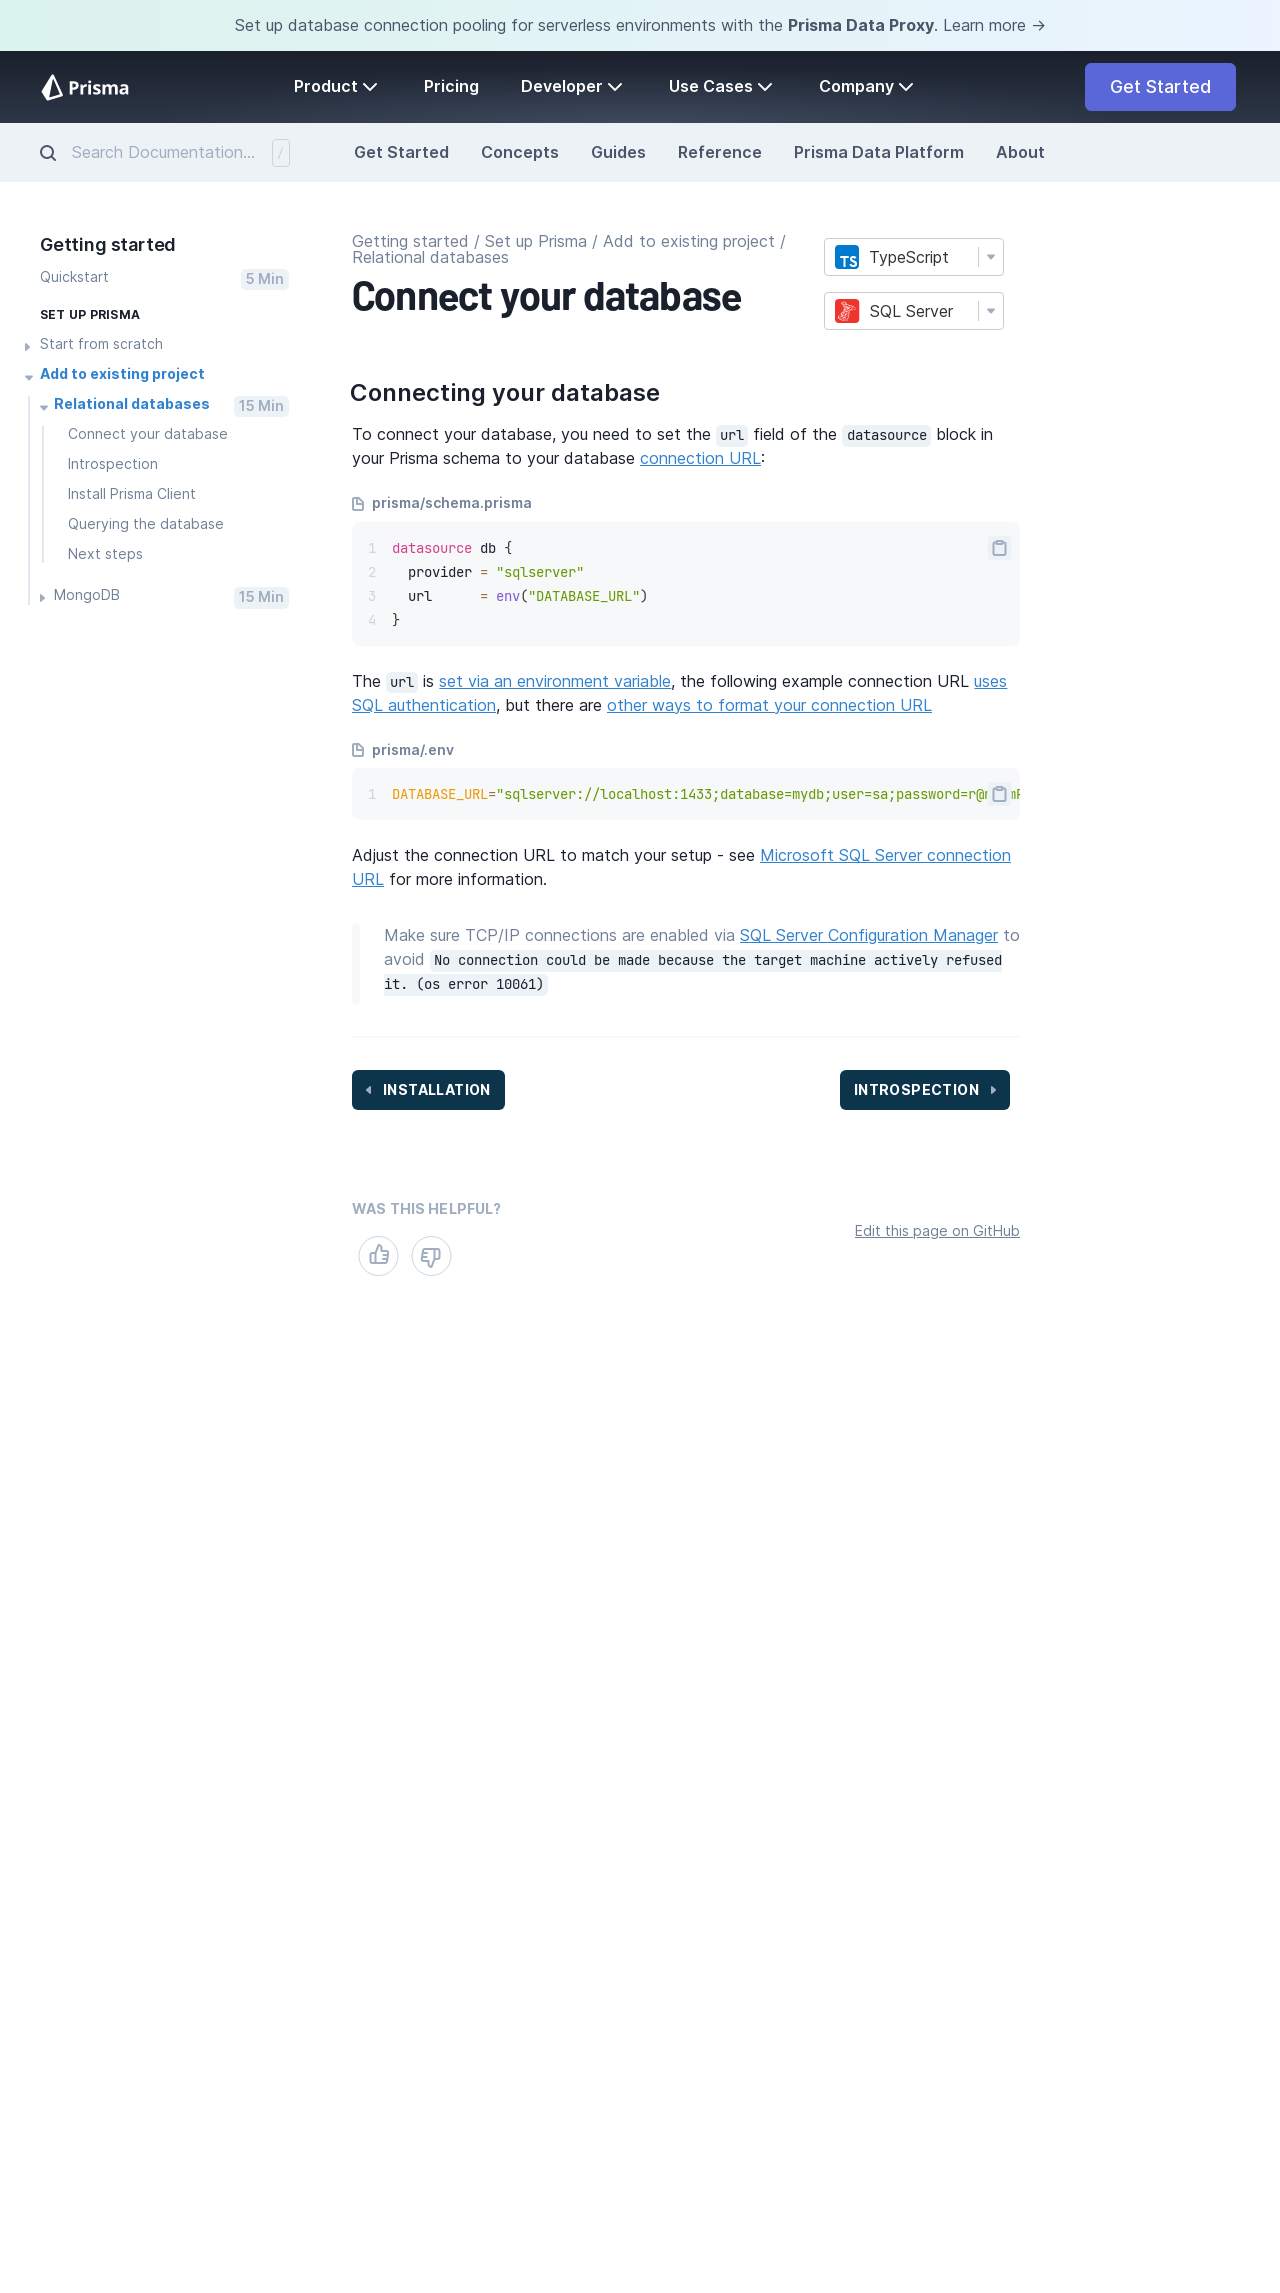 Set up database connection pooling for serverless environments with the Prisma Data Proxy. Learn more →
Prisma
Product
Pricing
Developer
Use Cases
Company
Get Started
Search Documentation...
/
Get Started
Concepts
Guides
Reference
Prisma Data Platform
About
Getting started
Quickstart
5 Min
SET UP PRISMA
Start from scratch
Add to existing project
Relational databases
15 Min
Connect your database
Introspection
Install Prisma Client
Querying the database
Next steps
MongoDB
15 Min
Getting started / Set up Prisma / Add to existing project /
Relational databases
Connect your database
TS TypeScript
SQL Server
Connecting your database
To connect your database, you need to set the url field of the datasource block in
your Prisma schema to your database connection URL:
prisma/schema.prisma
1 datasource db {
2   provider = "sqlserver"
3   url      = env("DATABASE_URL")
4 }
The url is set via an environment variable, the following example connection URL uses
SQL authentication, but there are other ways to format your connection URL
prisma/.env
1 DATABASE_URL="sqlserver://localhost:1433;database=mydb;user=sa;
Adjust the connection URL to match your setup - see Microsoft SQL Server connection
URL for more information.
Make sure TCP/IP connections are enabled via SQL Server Configuration Manager to
avoid No connection could be made because the target machine actively refused
it. (os error 10061)
INSTALLATION
INTROSPECTION
WAS THIS HELPFUL?
Edit this page on GitHub